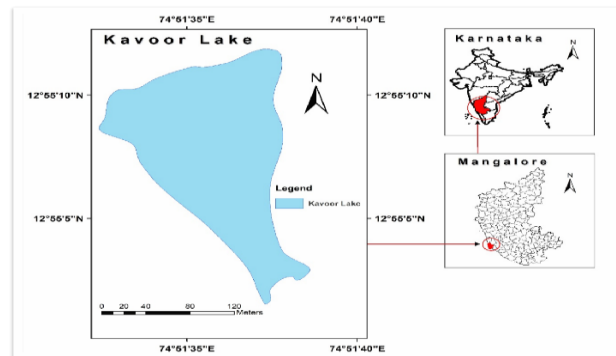 74°51'35" 74°51'40"
Kavoor Lake
N
12°55'10"
12°55'10"N
Legend
Kavoor Lake
12°55'5"
12°55'5"N
0 10 20 40 80 120
Meters
74°51'35"E 74°51'40"E
Karnataka
N
Mangalore
N